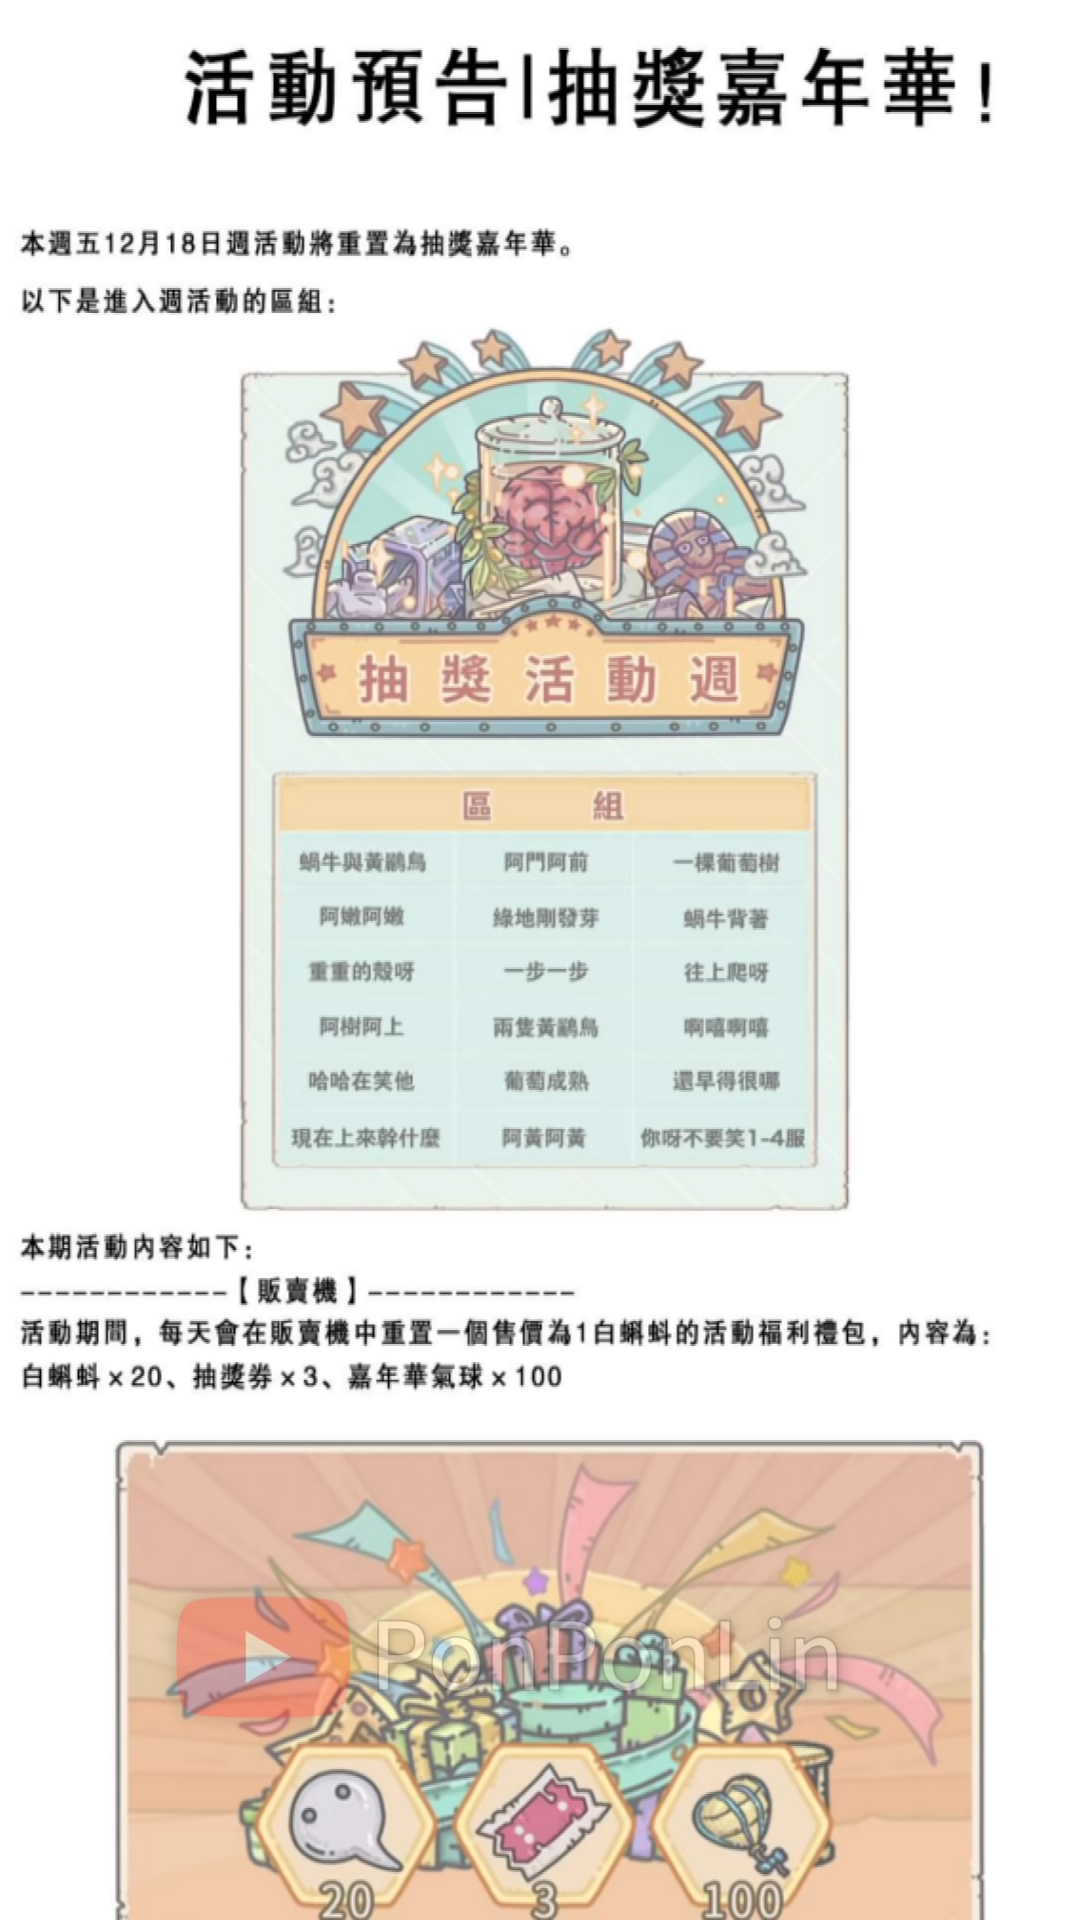 活動預告|抽獎嘉年華!
本週五12月18日週活動將重置為抽獎嘉年華。
以下是進入週活動的區組:
抽獎活動週
區組
蝸牛與黃鸝鳥 阿門阿前 一棵葡萄樹
阿嫩阿嫩 綠地剛發芽 蝸牛背著
重重的殼呀 一步一步 往上爬呀
阿樹阿上 兩隻黃鸝鳥 啊嘻啊嘻
哈哈在笑他 葡萄成熟 還早得很哪
現在上來幹什麼 阿黃阿黃 你呀不要笑1-4服
本期活動內容如下:
------------【販賣機】------------
活動期間,每天會在販賣機中重置一個售價為1白蝌蚪的活動福利禮包,內容為:
白蝌蚪×20、抽獎券×3、嘉年華氣球×100
PonPonLin
20 3 100